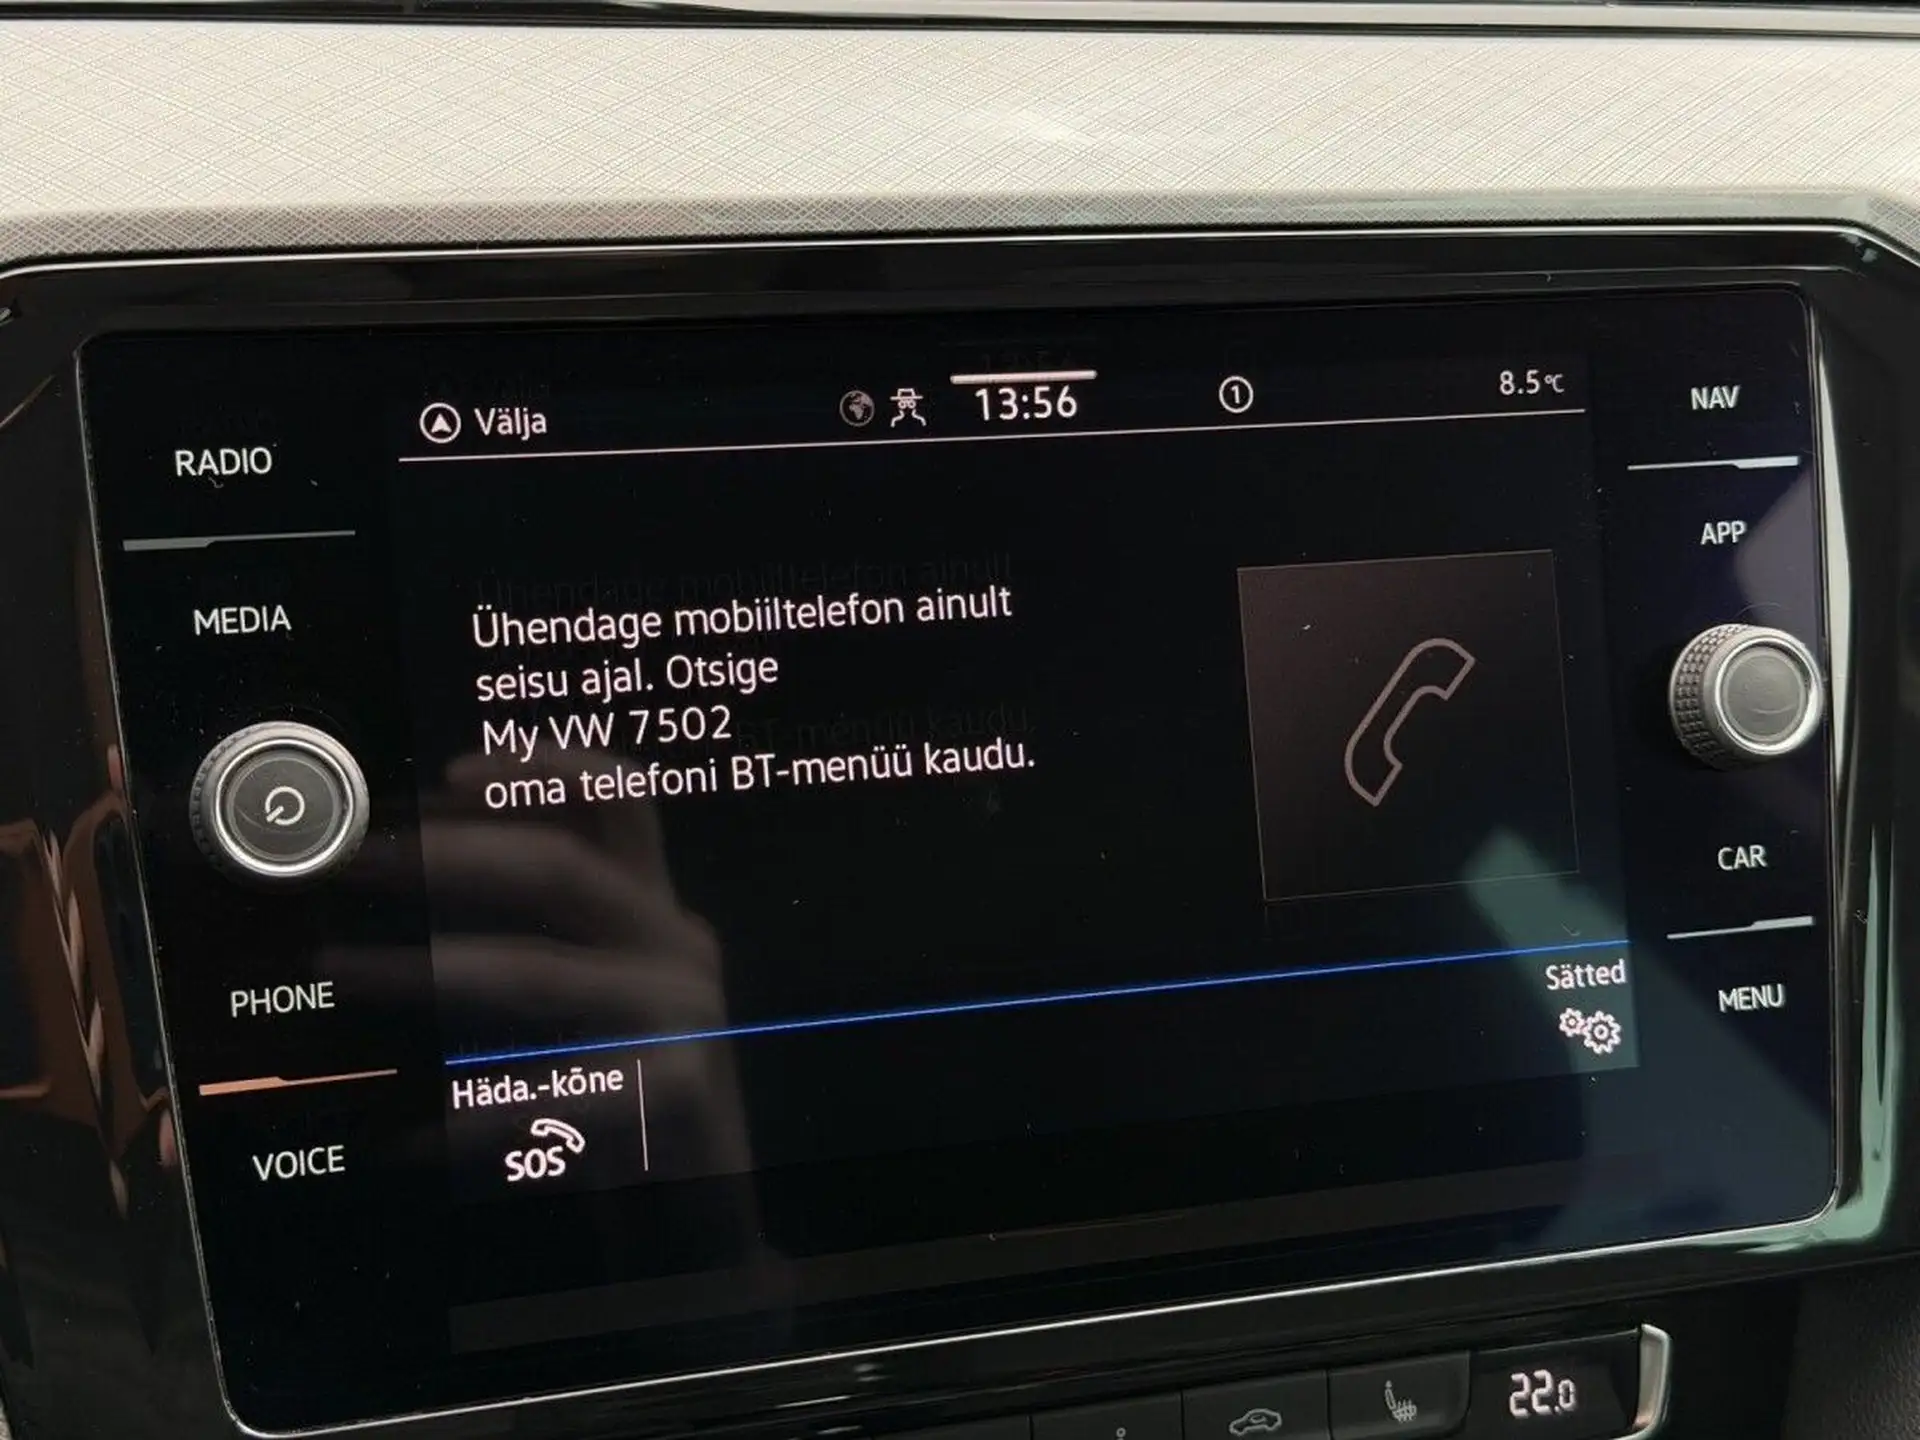 Välja
13:56
1
8.5°C
RADIO
MEDIA
PHONE
VOICE
Ühendage mobiiltelefon ainult
seisu ajal. Otsige
My VW 7502
oma telefoni BT-menüü kaudu.
Häda.-kõne
SOS
Sätted
NAV
APP
CAR
MENU
22.0